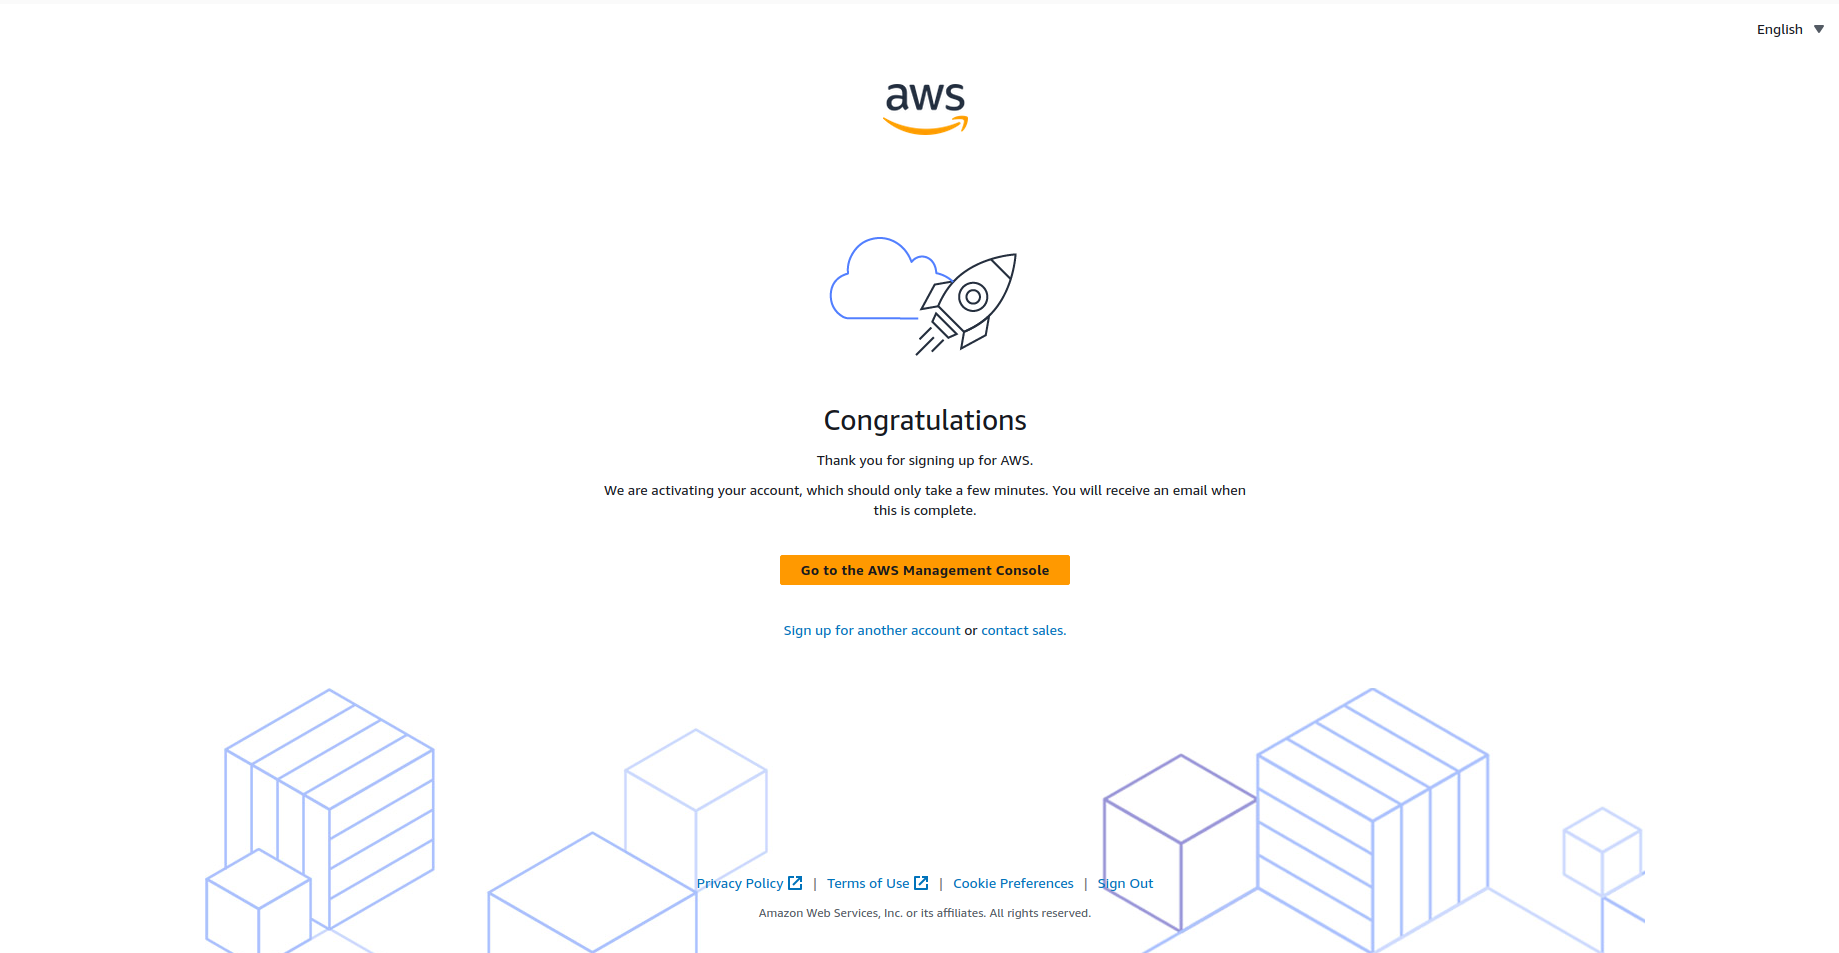 English
aws
Congratulations
Thank you for signing up for AWS.
We are activating your account, which should only take a few minutes. You will receive an email when
this is complete.
Go to the AWS Management Console
Sign up for another account or contact sales.
Privacy Policy | Terms of Use | Cookie Preferences | Sign Out
Amazon Web Services, Inc. or its affiliates. All rights reserved.